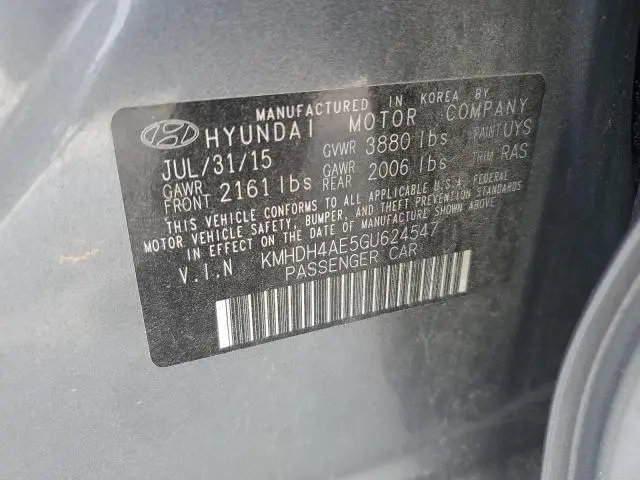 MANUFACTURED IN KOREA BY
HYUNDAI MOTOR COMPANY
JUL/31/15 GVWR 3880 lbs PAINT UYS
GAWR FRONT 2161 lbs GAWR REAR 2006 lbs TRIM RAS
THIS VEHICLE CONFORMS TO ALL APPLICABLE U.S.A. FEDERAL
MOTOR VEHICLE SAFETY, BUMPER, AND THEFT PREVENTION STANDARDS
IN EFFECT ON THE DATE OF MANUFACTURE SHOWN ABOVE.
V.I.N KMHDH4AE5GU624547
PASSENGER CAR